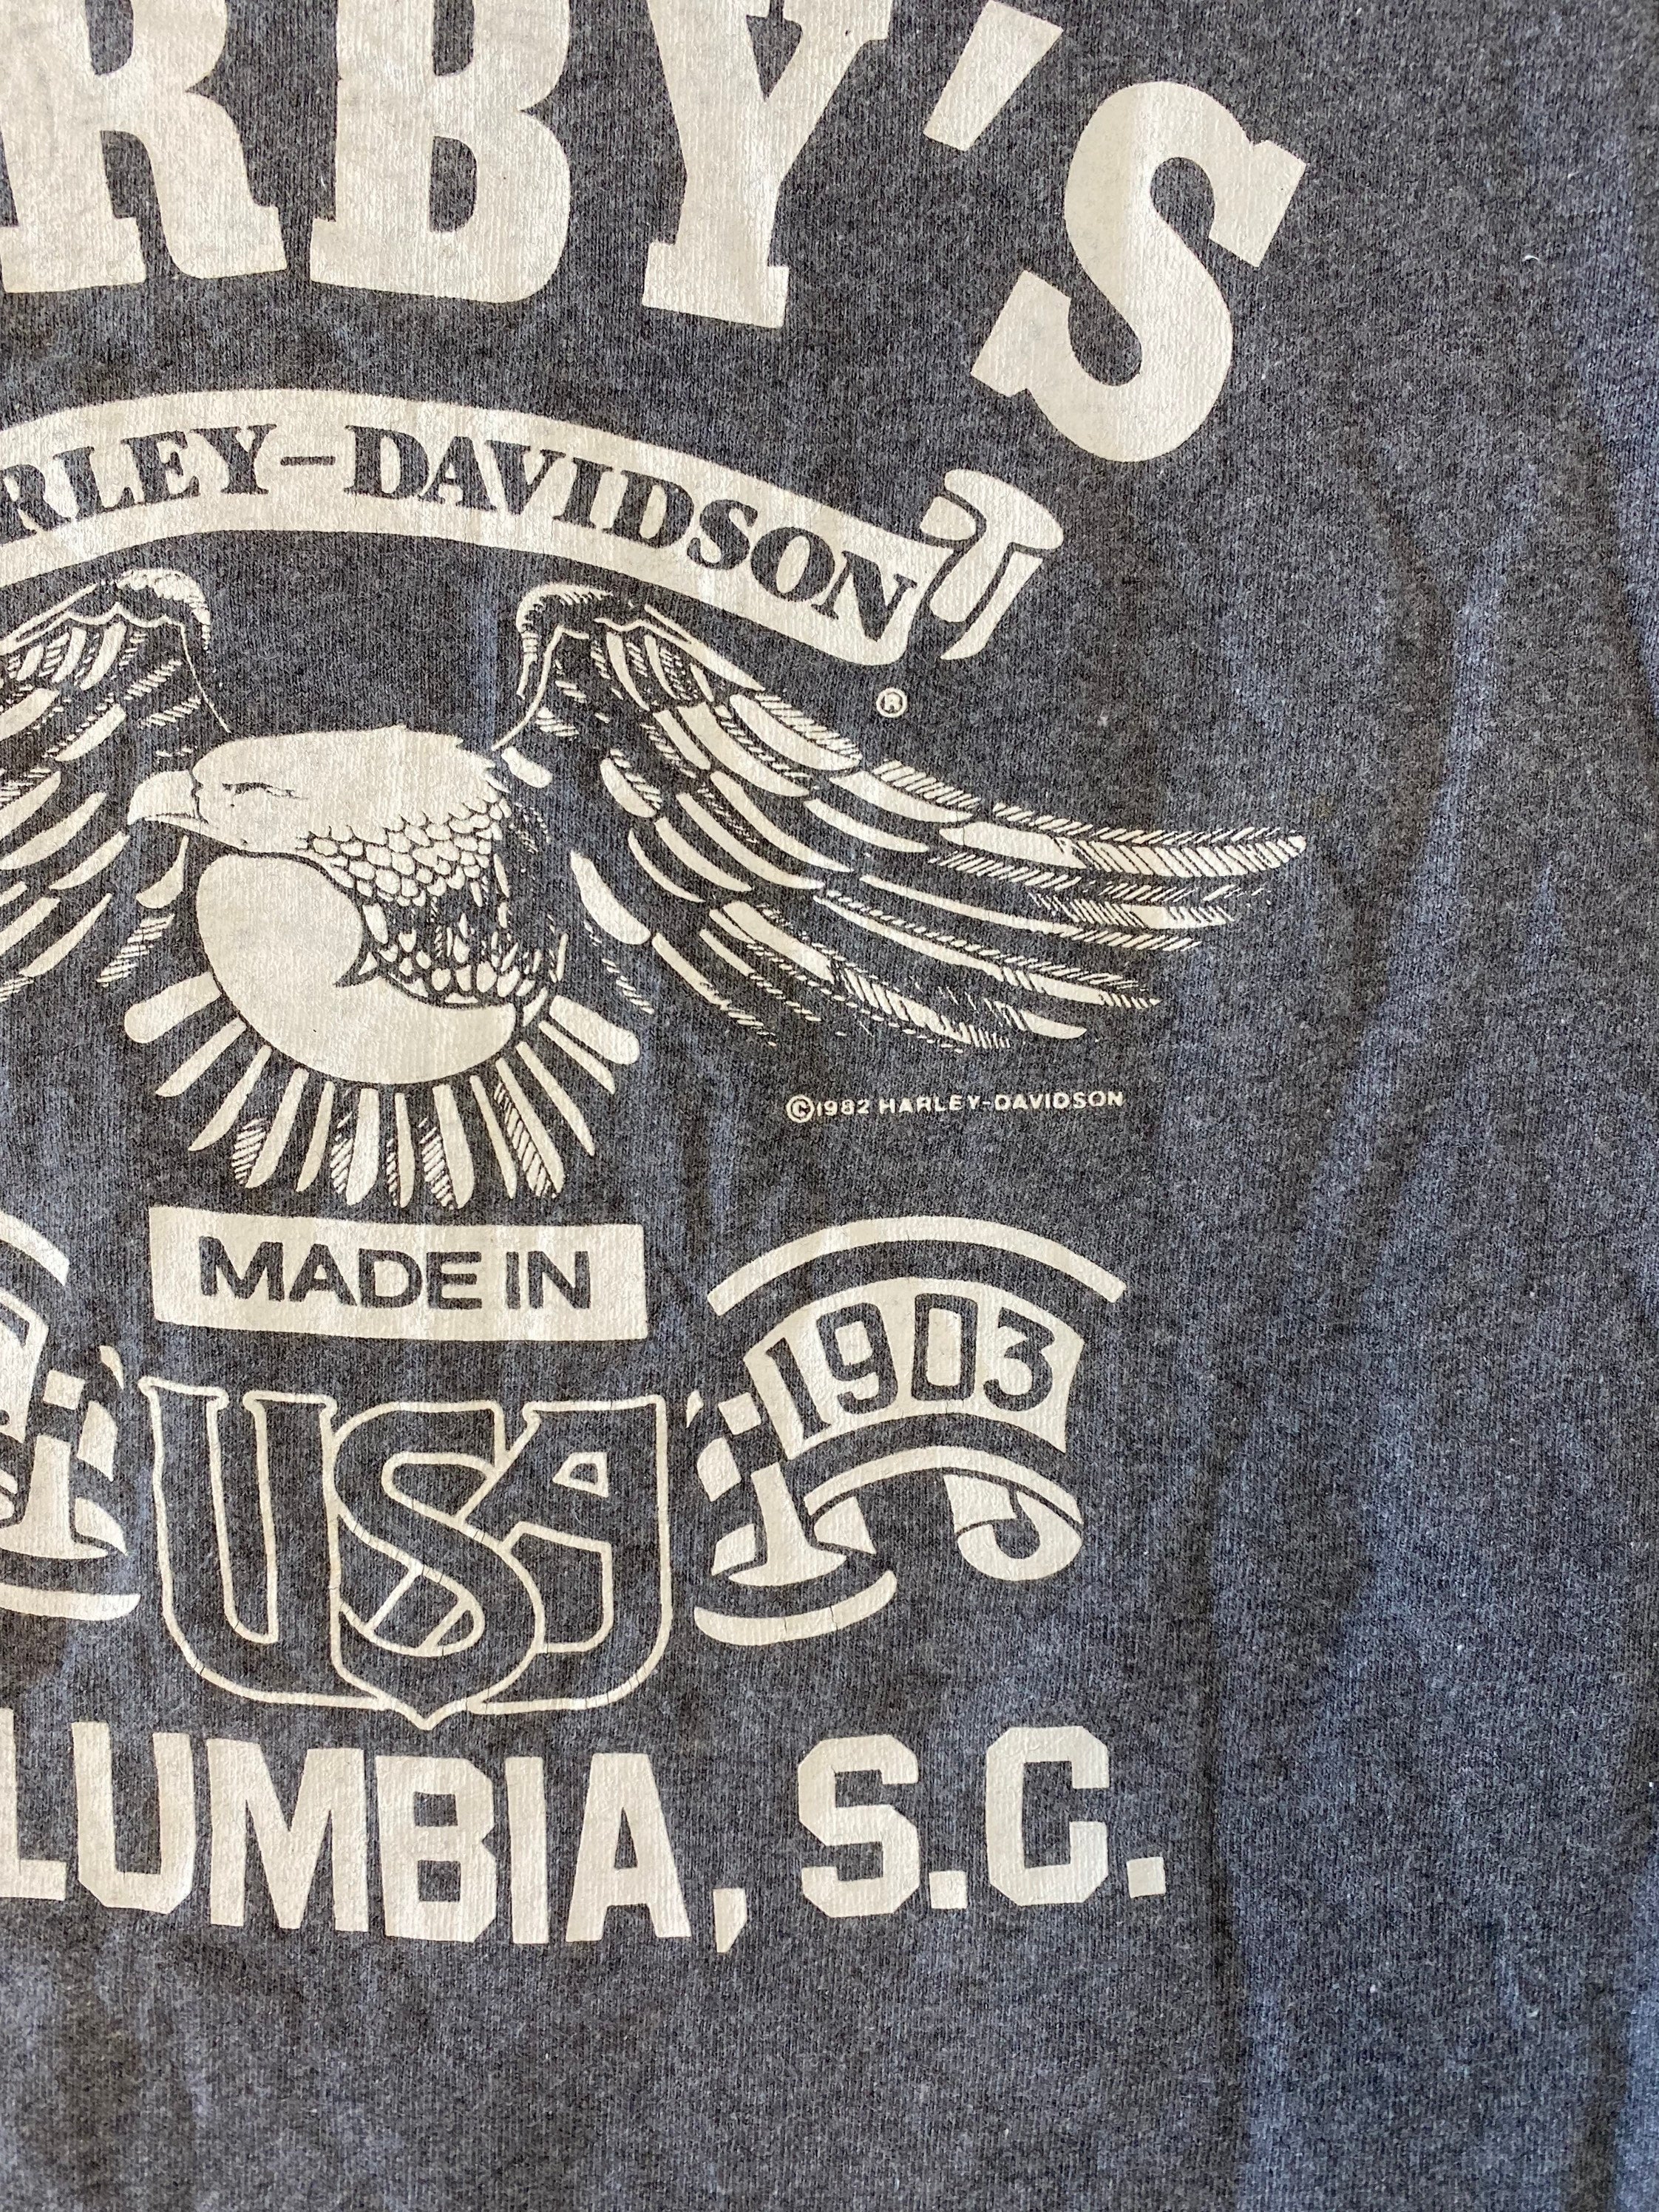 RBY's
RLEY-DAVIDSON
®
©1982 HARLEY-DAVIDSON
MADE IN
1903
USA
LUMBIA, S.C.